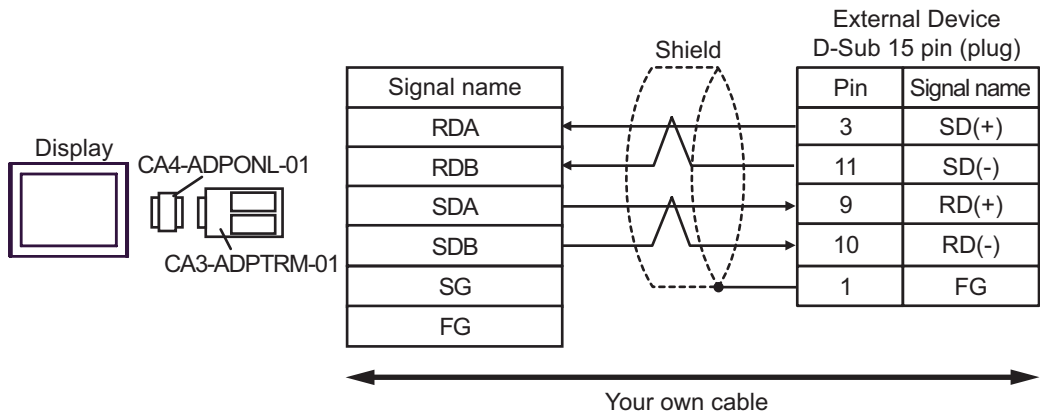 External Device
D-Sub 15 pin (plug)
Shield
Signal name
Pin Signal name
RDA 3 SD(+)
Display
CA4-ADPONL-01
RDB 11 SD(-)
SDA 9 RD(+)
SDB 10 RD(-)
CA3-ADPTRM-01
SG 1 FG
FG
Your own cable